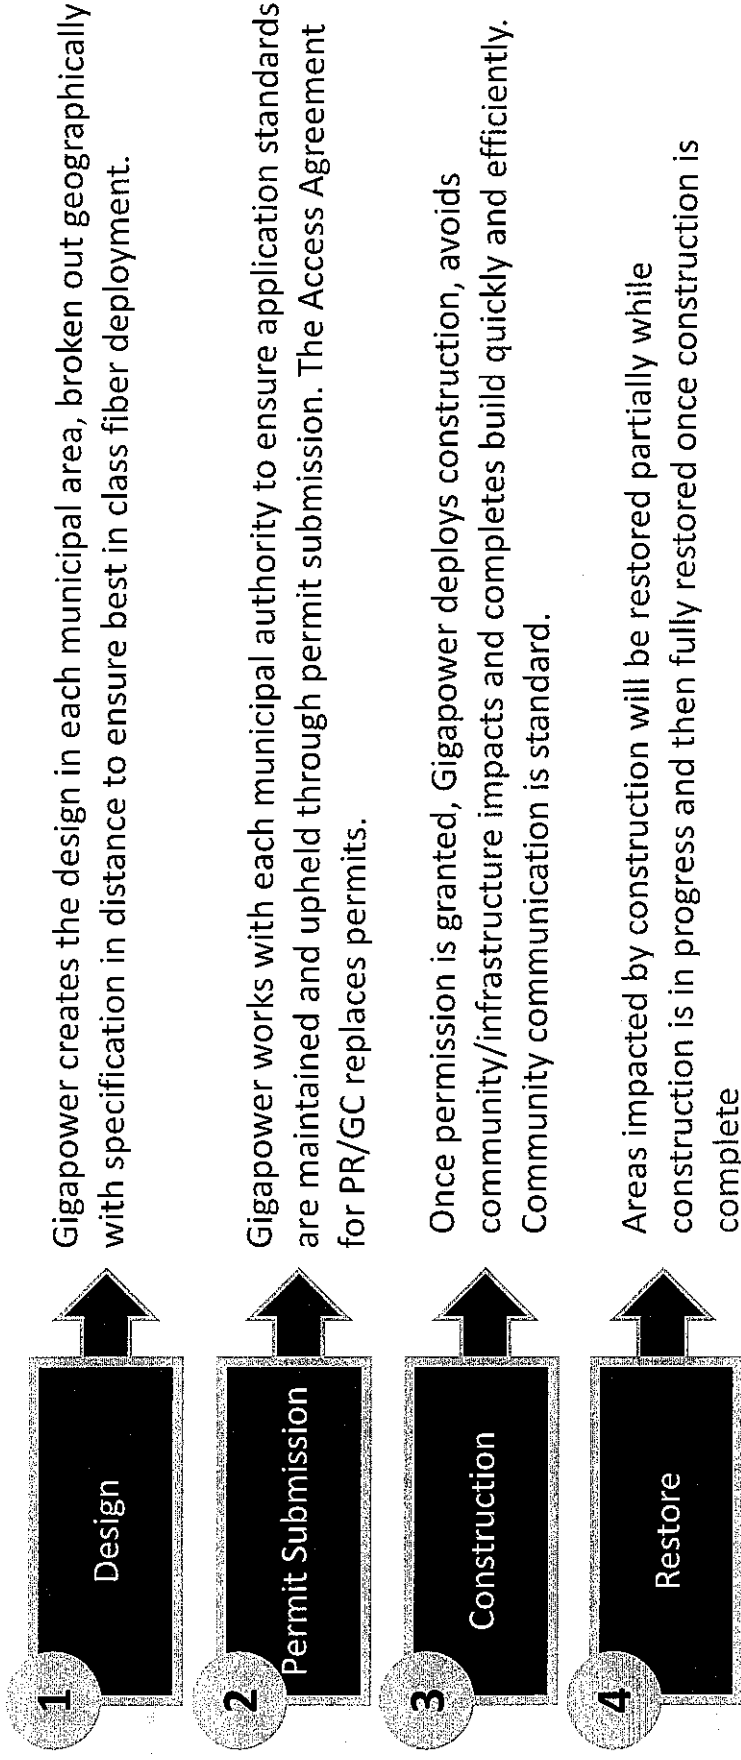 1
Design
Gigapower creates the design in each municipal area, broken out geographically
with specification in distance to ensure best in class fiber deployment.
2
Permit Submission
Gigapower works with each municipal authority to ensure application standards
are maintained and upheld through permit submission. The Access Agreement
for PR/GC replaces permits.
3
Construction
Once permission is granted, Gigapower deploys construction, avoids
community/infrastructure impacts and completes build quickly and efficiently.
Community communication is standard.
4
Restore
Areas impacted by construction will be restored partially while
construction is in progress and then fully restored once construction is
complete